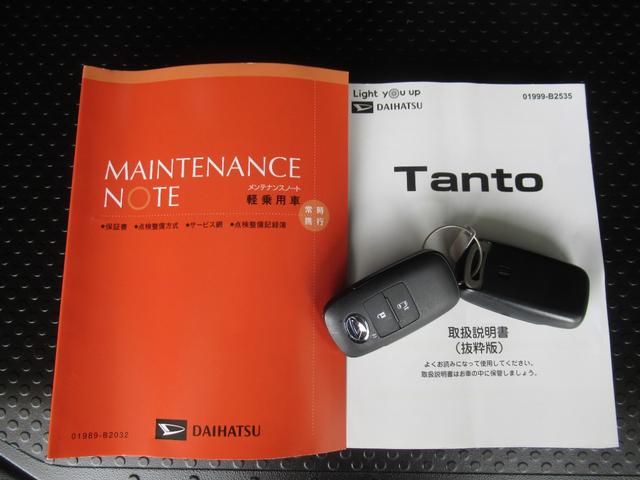 MAINTENANCE
NOTE
メンテナンスノート
軽乗用車
常時
携行
●保証書 ●点検整備方式 ●サービス網 ●点検整備記録簿
01989-B2032
DAIHATSU
Light you up
DAIHATSU
01999-B2535
Tanto
取扱説明書
(抜粋版)
よくお読みになって使用してください。
取扱説明書はお車の中に保管しましょう。